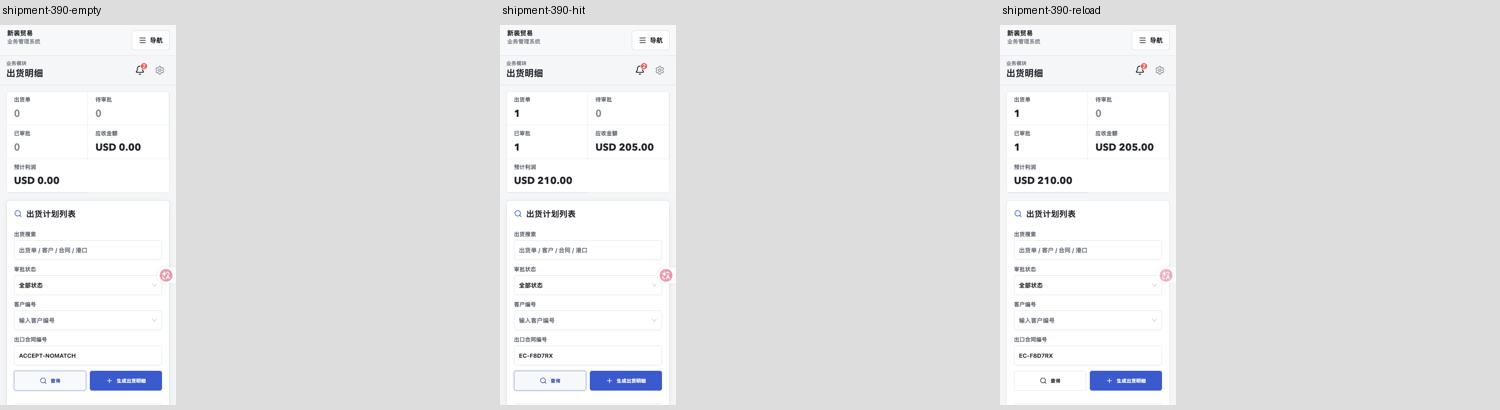 shipment-390-empty
新装贸易
业务管理系统
导航
业务模块
出货明细
2
出货单
0
待审批
0
已审批
0
应收金额
USD 0.00
预计利润
USD 0.00
出货计划列表
出货搜索
出货单 / 客户 / 合同 / 港口
审批状态
全部状态
客户编号
输入客户编号
出口合同编号
ACCEPT-NOMATCH
查询
生成出货明细
shipment-390-hit
新装贸易
业务管理系统
导航
业务模块
出货明细
2
出货单
1
待审批
0
已审批
1
应收金额
USD 205.00
预计利润
USD 210.00
出货计划列表
出货搜索
出货单 / 客户 / 合同 / 港口
审批状态
全部状态
客户编号
输入客户编号
出口合同编号
EC-F8D7RX
查询
生成出货明细
shipment-390-reload
新装贸易
业务管理系统
导航
业务模块
出货明细
2
出货单
1
待审批
0
已审批
1
应收金额
USD 205.00
预计利润
USD 210.00
出货计划列表
出货搜索
出货单 / 客户 / 合同 / 港口
审批状态
全部状态
客户编号
输入客户编号
出口合同编号
EC-F8D7RX
查询
生成出货明细